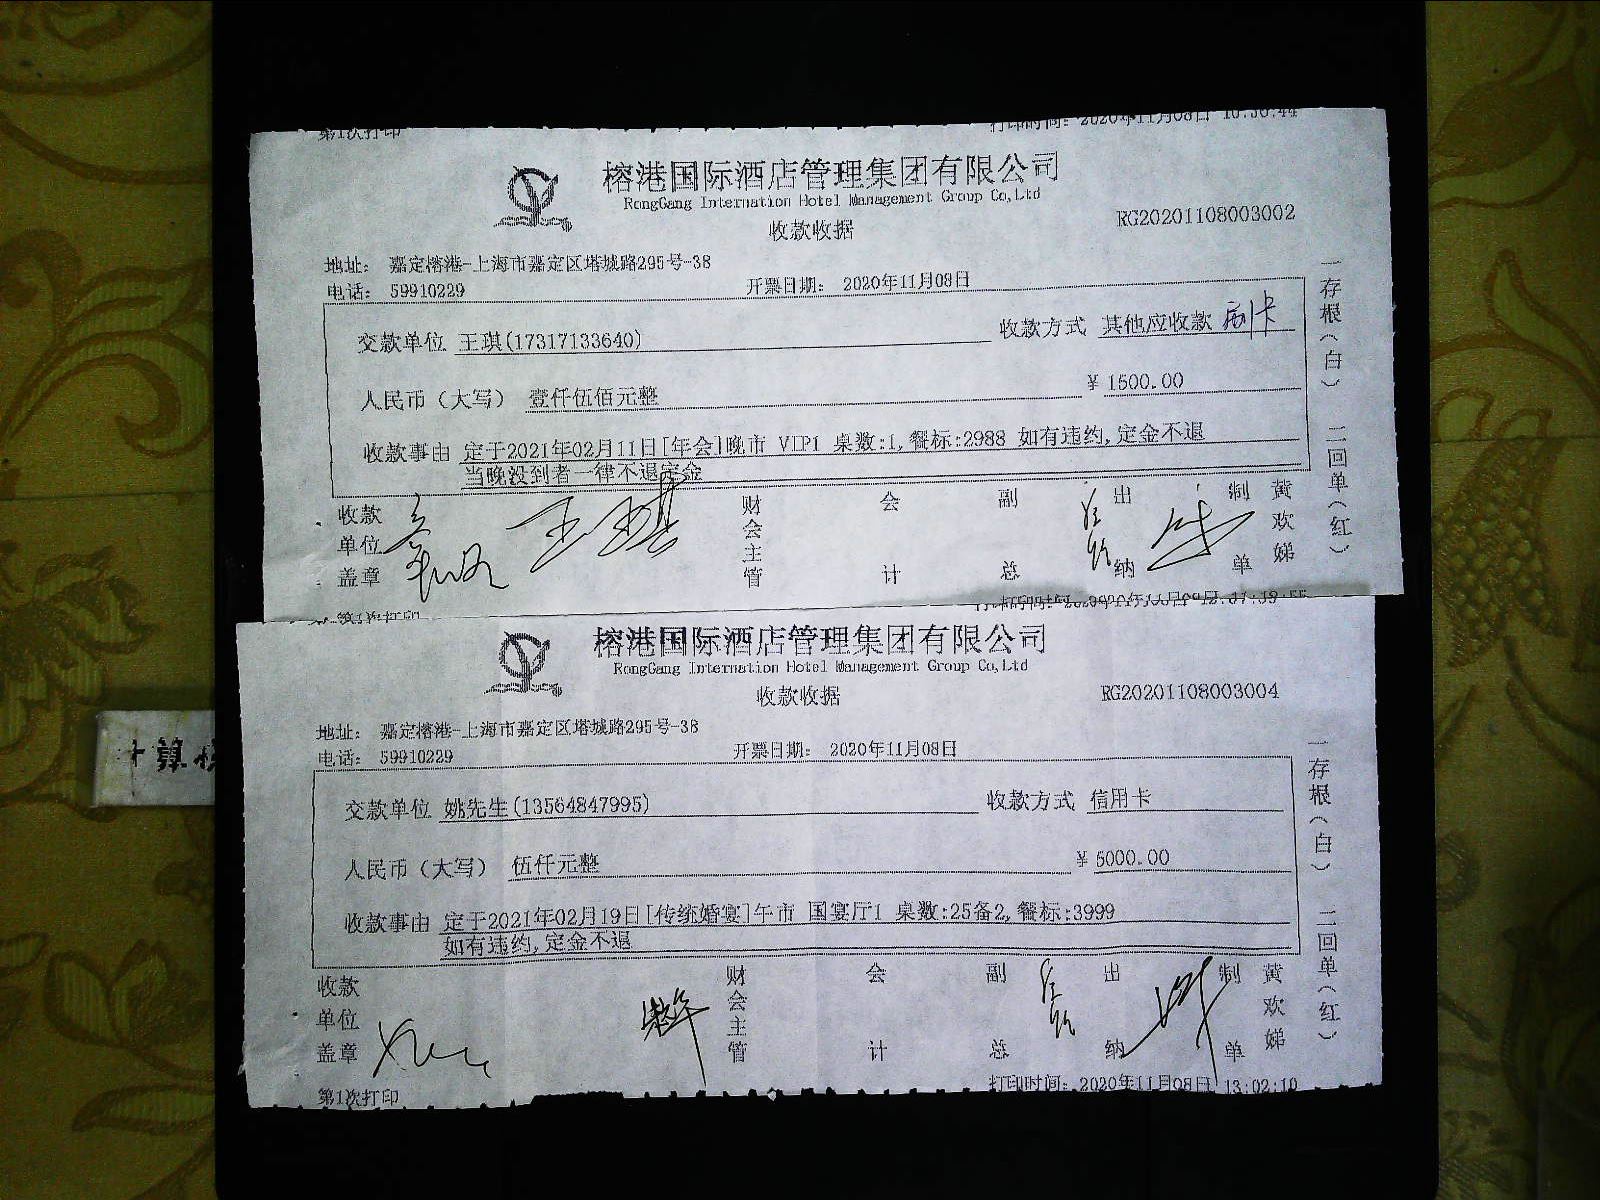 第1次打印 打印时间：2020年11月08日 10:50:44
榕港国际酒店管理集团有限公司
RongGang Internation Hotel Management Group Co,Ltd
收款收据
RG20201108003002
地址： 嘉定榕港-上海市嘉定区塔城路295号-38
电话： 59910229 开票日期： 2020年11月08日
交款单位 王琪(17317133640) 收款方式 其他应收款 刷卡
人民币（大写） 壹仟伍佰元整 ¥ 1500.00
收款事由 定于2021年02月11日[年会]晚市 VIP1 桌数:1,餐标:2988 如有违约,定金不退
当晚没到者一律不退定金
收款单位盖章 王琪 财会主管 会计 副总 出纳 制单 黄欢娣
一存根（白） 二回单（红）
第1次打印
榕港国际酒店管理集团有限公司
RongGang Internation Hotel Management Group Co,Ltd
收款收据
RG20201108003004
地址： 嘉定榕港-上海市嘉定区塔城路295号-38
电话： 59910229 开票日期： 2020年11月08日
交款单位 姚先生(13564847995) 收款方式 信用卡
人民币（大写） 伍仟元整 ¥ 5000.00
收款事由 定于2021年02月19日[传统婚宴]午市 国宴厅1 桌数:25备2,餐标:3999
如有违约,定金不退
收款单位盖章 财会主管 会计 副总 出纳 制单 黄欢娣
一存根（白） 二回单（红）
第1次打印 打印时间：2020年11月08日 13:02:10